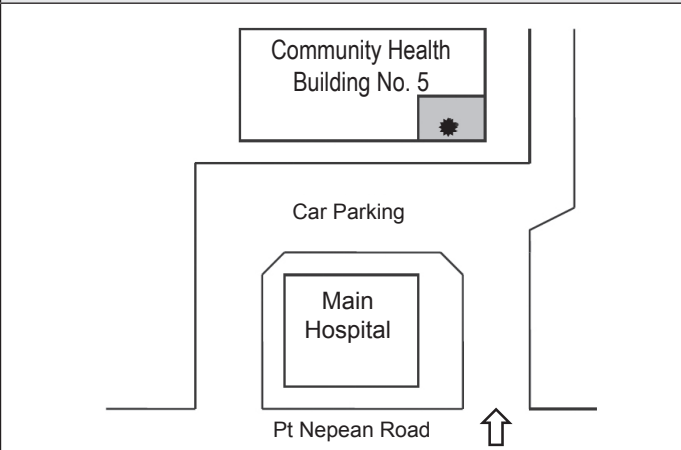 Community Health
Building No. 5
Car Parking
Main
Hospital
Pt Nepean Road